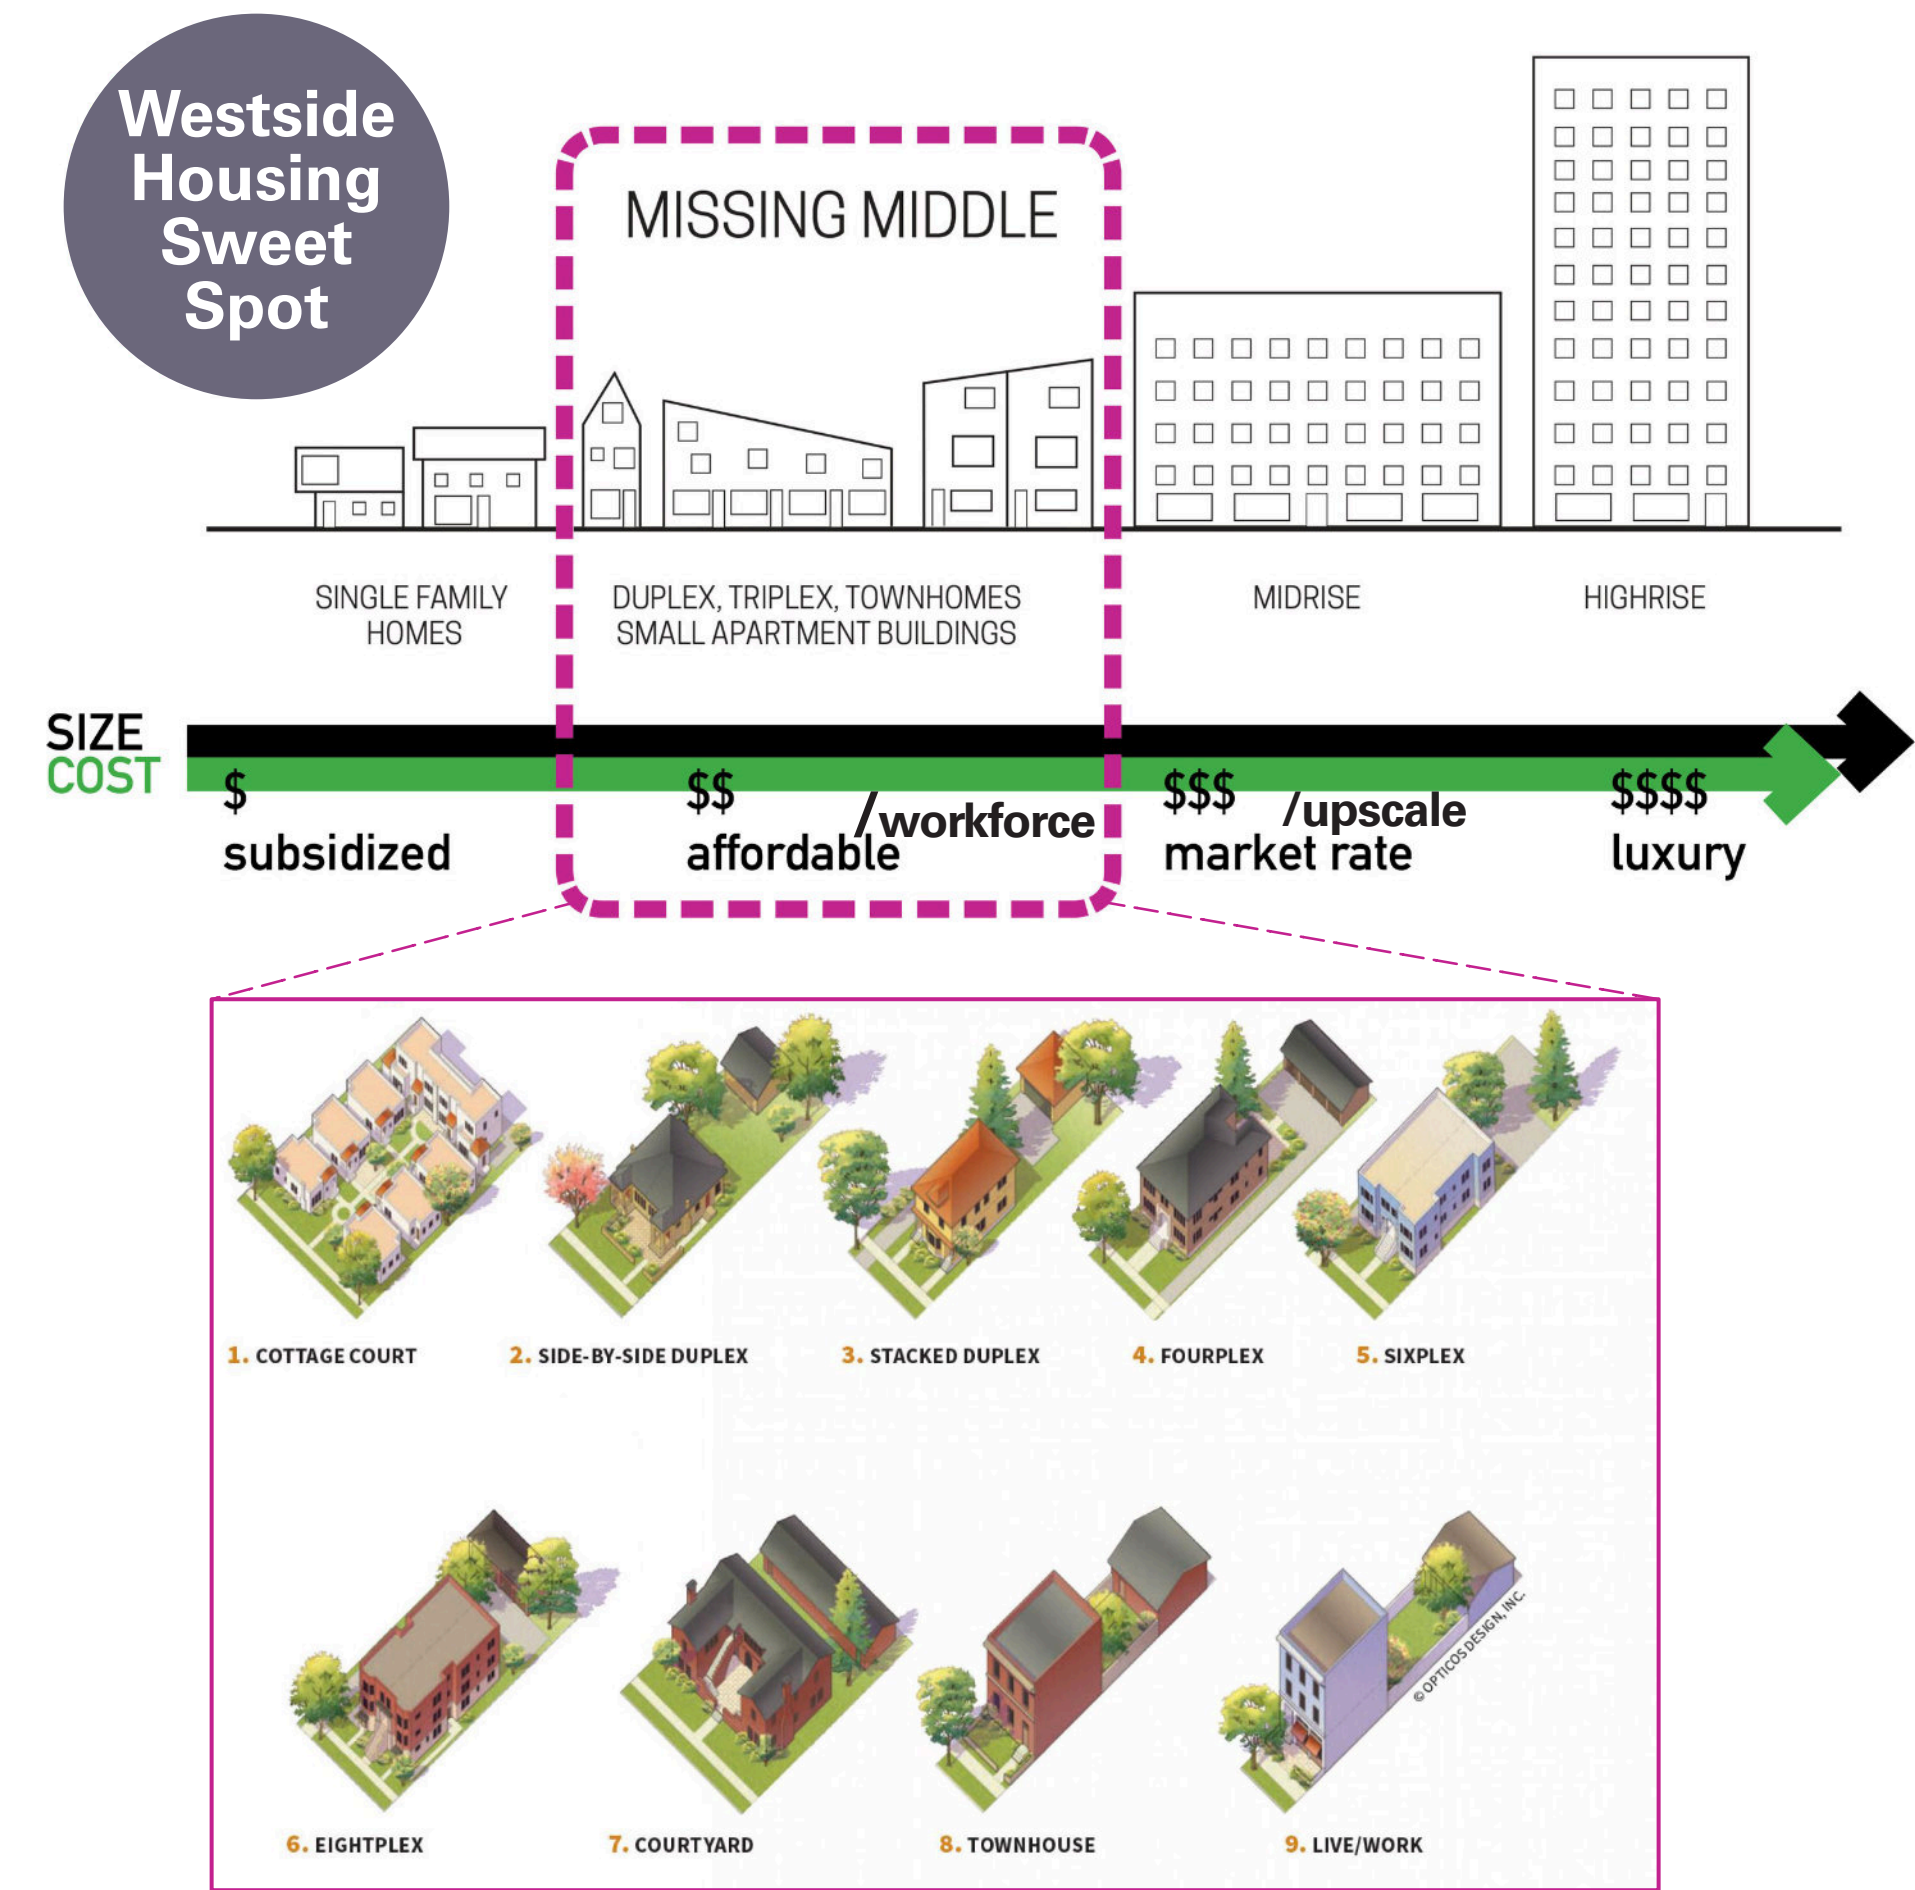 Westside
Housing
Sweet
Spot
MISSING MIDDLE
SINGLE FAMILY
HOMES
DUPLEX, TRIPLEX, TOWNHOMES
SMALL APARTMENT BUILDINGS
MIDRISE
HIGHRISE
SIZE
COST
$
subsidized
$$
affordable
/workforce
$$$
/upscale
market rate
$$$$
luxury
1. COTTAGE COURT
2. SIDE-BY-SIDE DUPLEX
3. STACKED DUPLEX
4. FOURPLEX
5. SIXPLEX
6. EIGHTPLEX
7. COURTYARD
8. TOWNHOUSE
9. LIVE/WORK
© OPTICOS DESIGN, INC.